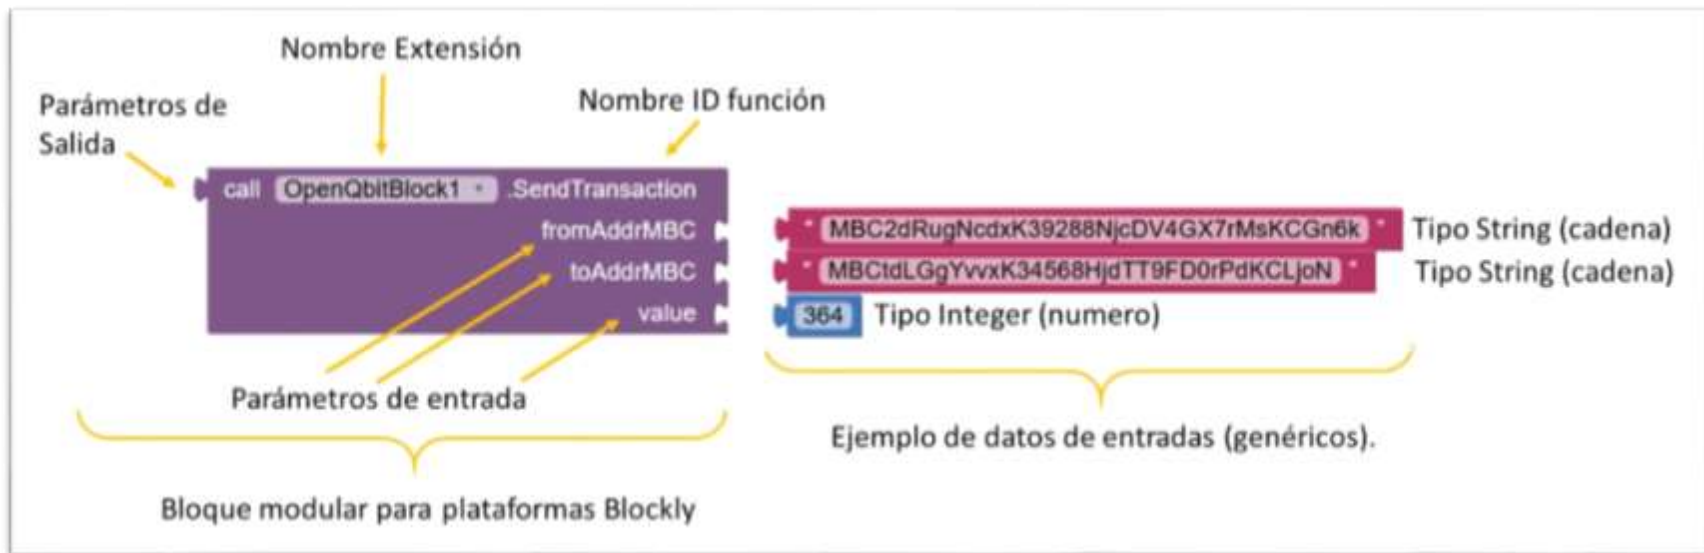 Nombre Extensión
Nombre ID función
Parámetros de
Salida
call OpenQbitBlock1 .SendTransaction
fromAddrMBC
" MBC2dRugNcdxK39288NjcDV4GX7rMsKCGn6k " Tipo String (cadena)
toAddrMBC
" MBCtdLGgYvvxK34568HjdTT9FD0rPdKCLjoN " Tipo String (cadena)
value
364 Tipo Integer (numero)
Parámetros de entrada
Ejemplo de datos de entradas (genéricos).
Bloque modular para plataformas Blockly